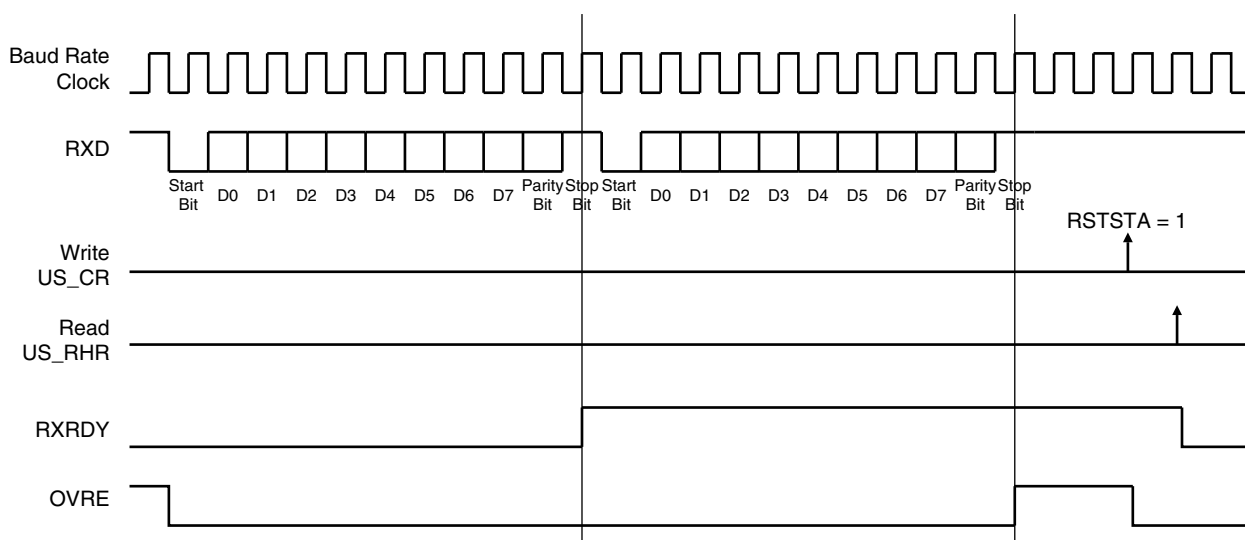 Baud Rate
Clock
RXD
Start
Bit
D0
D1
D2
D3
D4
D5
D6
D7
Parity
Bit
Stop
Bit
Start
Bit
D0
D1
D2
D3
D4
D5
D6
D7
Parity
Bit
Stop
Bit
RSTSTA = 1
Write
US_CR
Read
US_RHR
RXRDY
OVRE